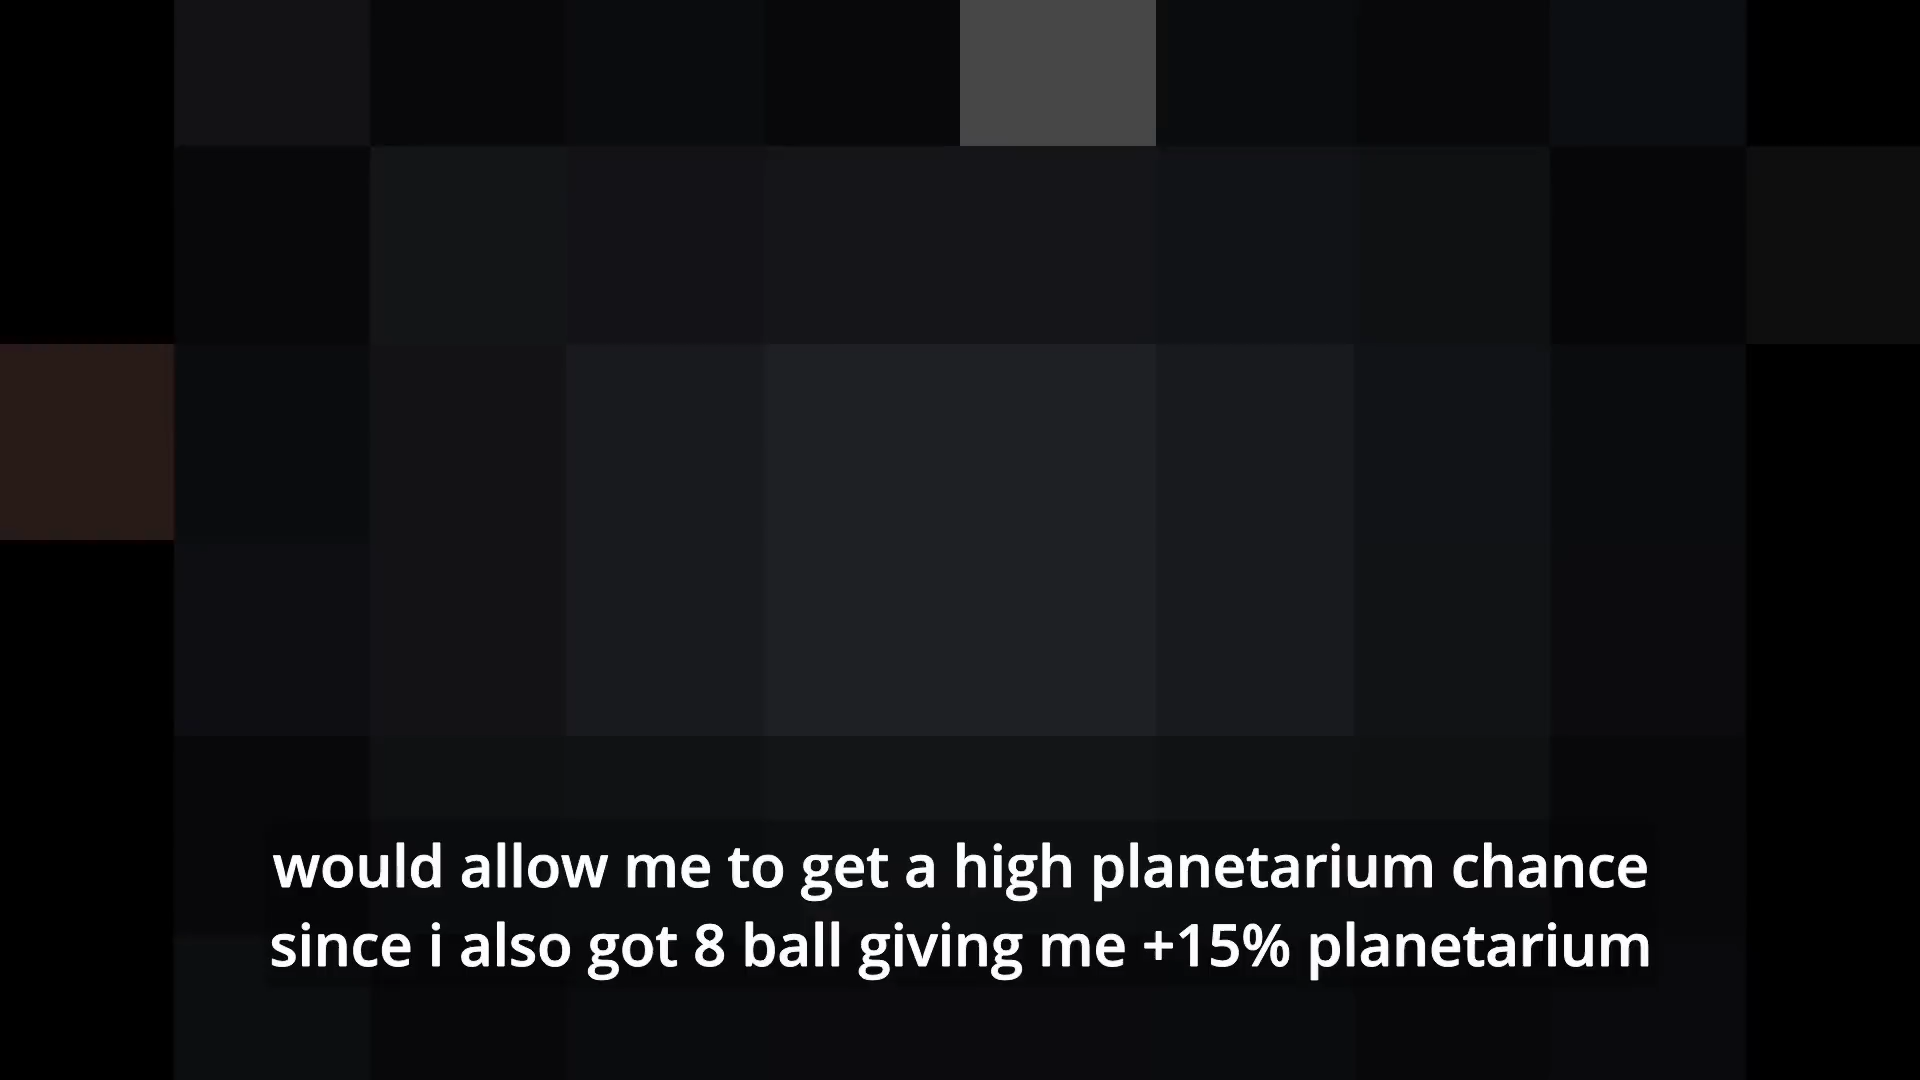 would allow me to get a high planetarium chance
since i also got 8 ball giving me +15% planetarium